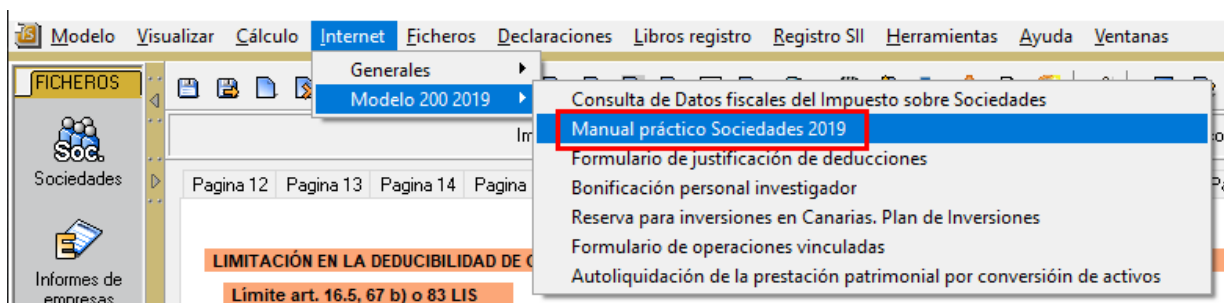 Modelo Visualizar Cálculo Internet Ficheros Declaraciones Libros registro Registro SII Herramientas Ayuda Ventanas
FICHEROS
Generales
Modelo 200 2019
Consulta de Datos fiscales del Impuesto sobre Sociedades
Manual práctico Sociedades 2019
Formulario de justificación de deducciones
Bonificación personal investigador
Reserva para inversiones en Canarias. Plan de Inversiones
Formulario de operaciones vinculadas
Autoliquidación de la prestación patrimonial por conversióin de activos
Soc.
Sociedades
Pagina 12 Pagina 13 Pagina 14 Pagina
LIMITACIÓN EN LA DEDUCIBILIDAD DE
Límite art. 16.5, 67 b) o 83 LIS
Informes de
empresas